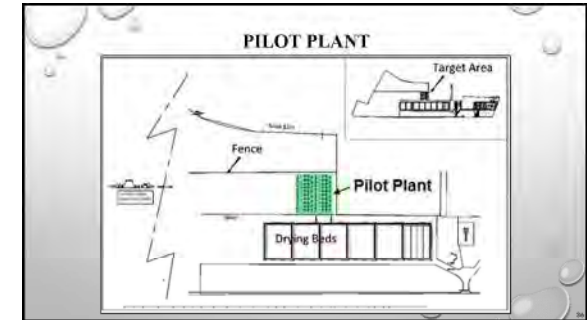 PILOT PLANT
Target Area
Fence
Pilot Plant
Drying Beds